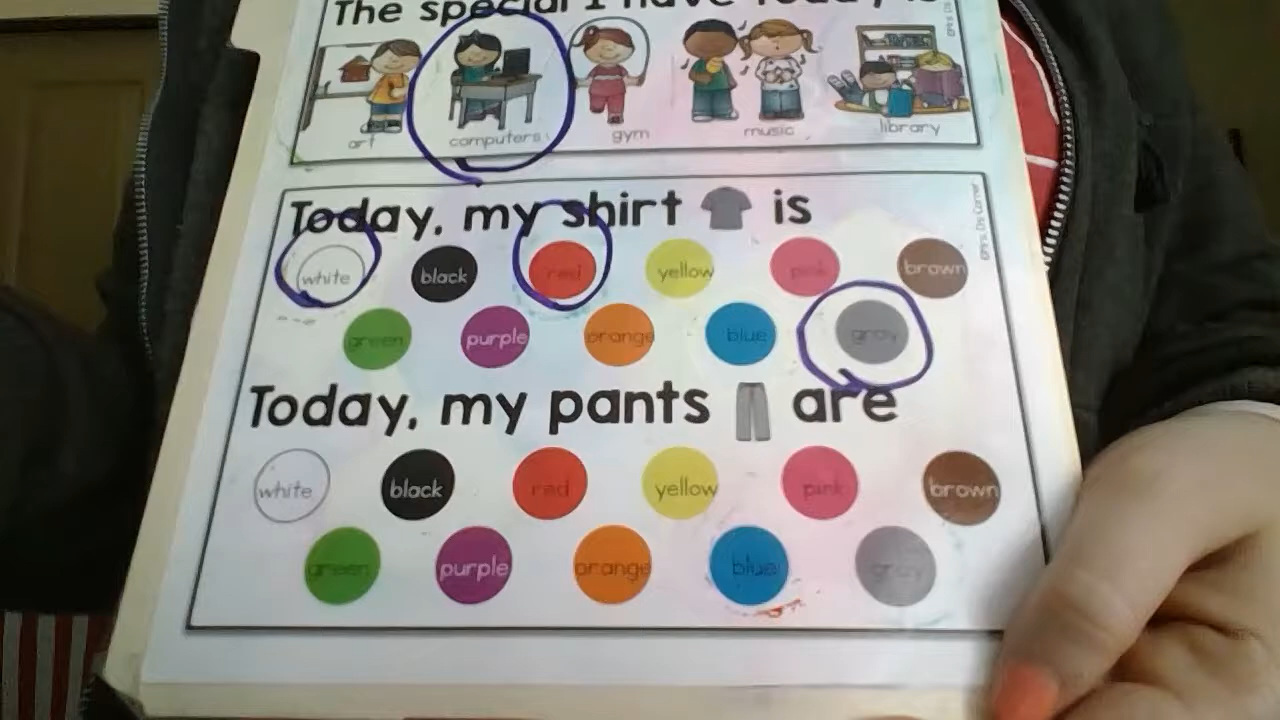 The special I have today is
art computers gym music library
Today, my shirt is
white black red yellow pink brown
green purple orange blue gray
Today, my pants are
white black red yellow pink brown
green purple orange blue gray